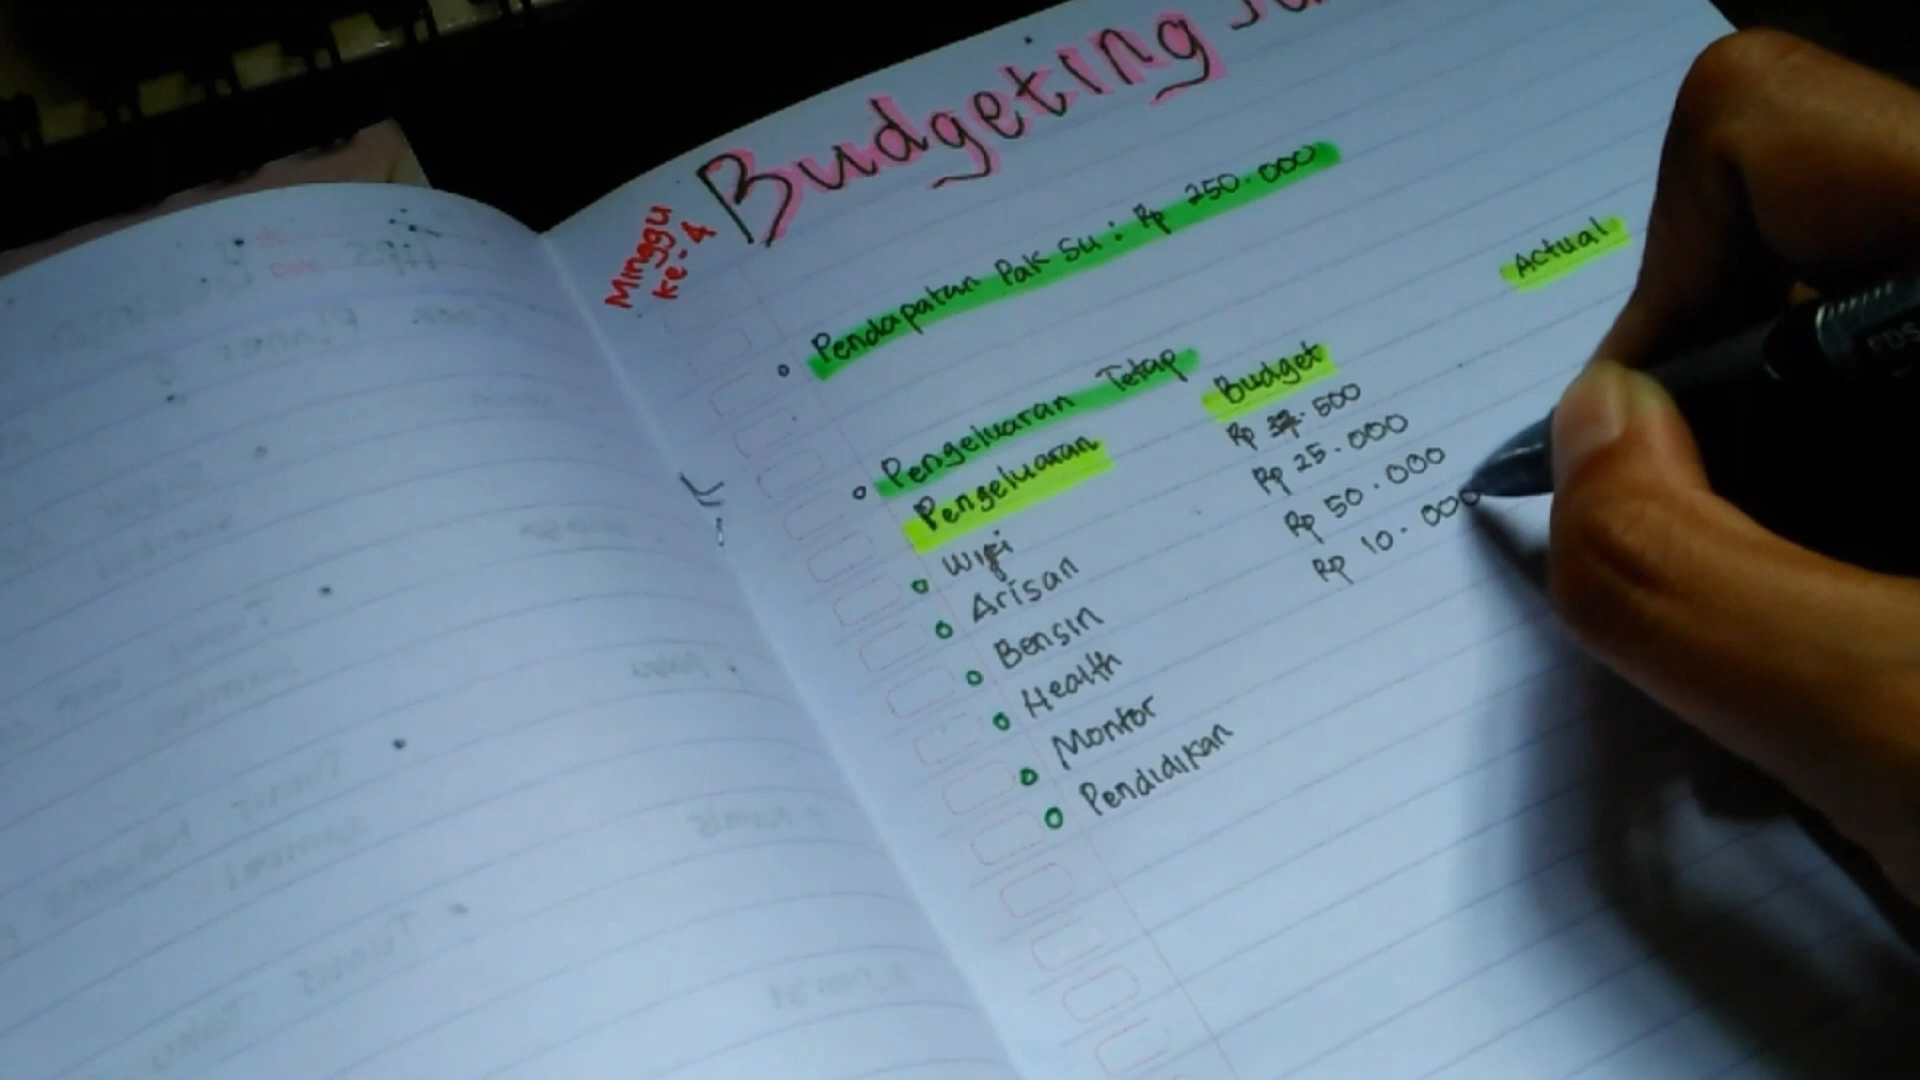 Budgeting
Minggu
ke-4
Pendapatan Pak Su : Rp 250.000
Pengeluaran Tetap
Pengeluaran Budget Actual
Wifi Rp 37.500
Arisan Rp 25.000
Bensin Rp 50.000
Health Rp 10.000
Montor
Pendidikan